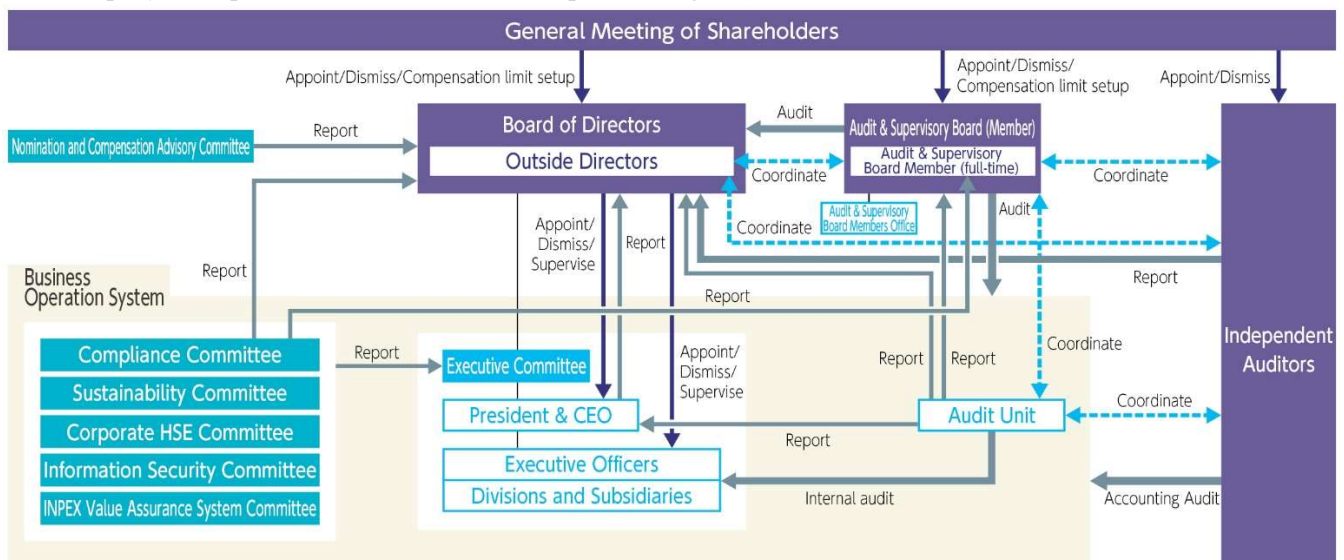 General Meeting of Shareholders
Appoint/Dismiss/Compensation limit setup
Appoint/Dismiss/
Compensation limit setup
Appoint/Dismiss
Nomination and Compensation Advisory Committee
Report
Board of Directors
Outside Directors
Audit
Audit & Supervisory Board (Member)
Audit & Supervisory
Board Member (full-time)
Coordinate
Coordinate
Audit & Supervisory
Board Members Office
Audit
Coordinate
Appoint/
Dismiss/
Supervise
Report
Report
Report
Report
Business
Operation System
Compliance Committee
Sustainability Committee
Corporate HSE Committee
Information Security Committee
INPEX Value Assurance System Committee
Report
Executive Committee
Appoint/
Dismiss/
Supervise
President & CEO
Executive Officers
Divisions and Subsidiaries
Report
Report
Coordinate
Audit Unit
Coordinate
Report
Internal audit
Accounting Audit
Independent
Auditors